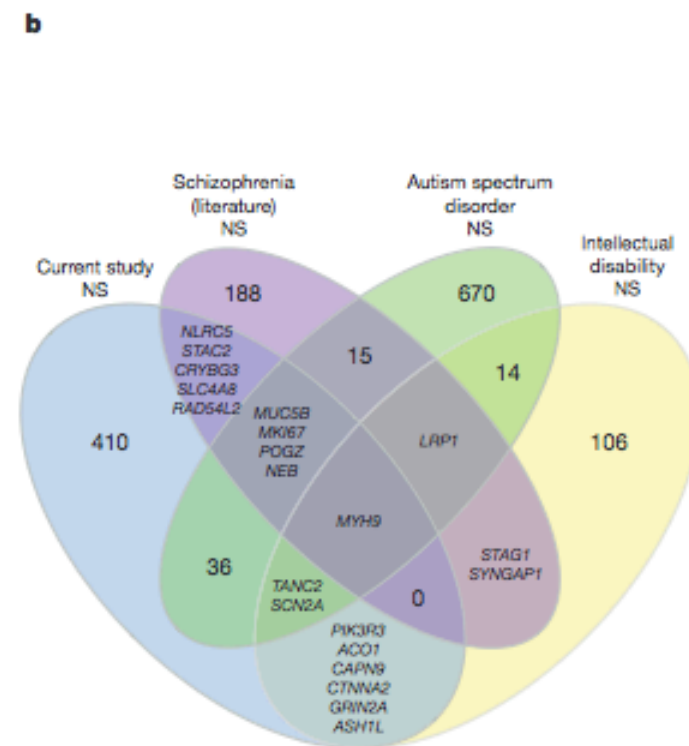 b
Schizophrenia
(literature)
NS
Autism spectrum
disorder
NS
Intellectual
disability
NS
Current study
NS
188
670
NLRC5
STAC2
CRYBG3
SLC4A8
RAD54L2
15
14
MUC5B
MKI67
POGZ
NEB
410
LRP1
106
MYH9
36
STAG1
SYNGAP1
TANC2
SCN2A
0
PIK3R3
ACO1
CAPN9
CTNNA2
GRIN2A
ASH1L